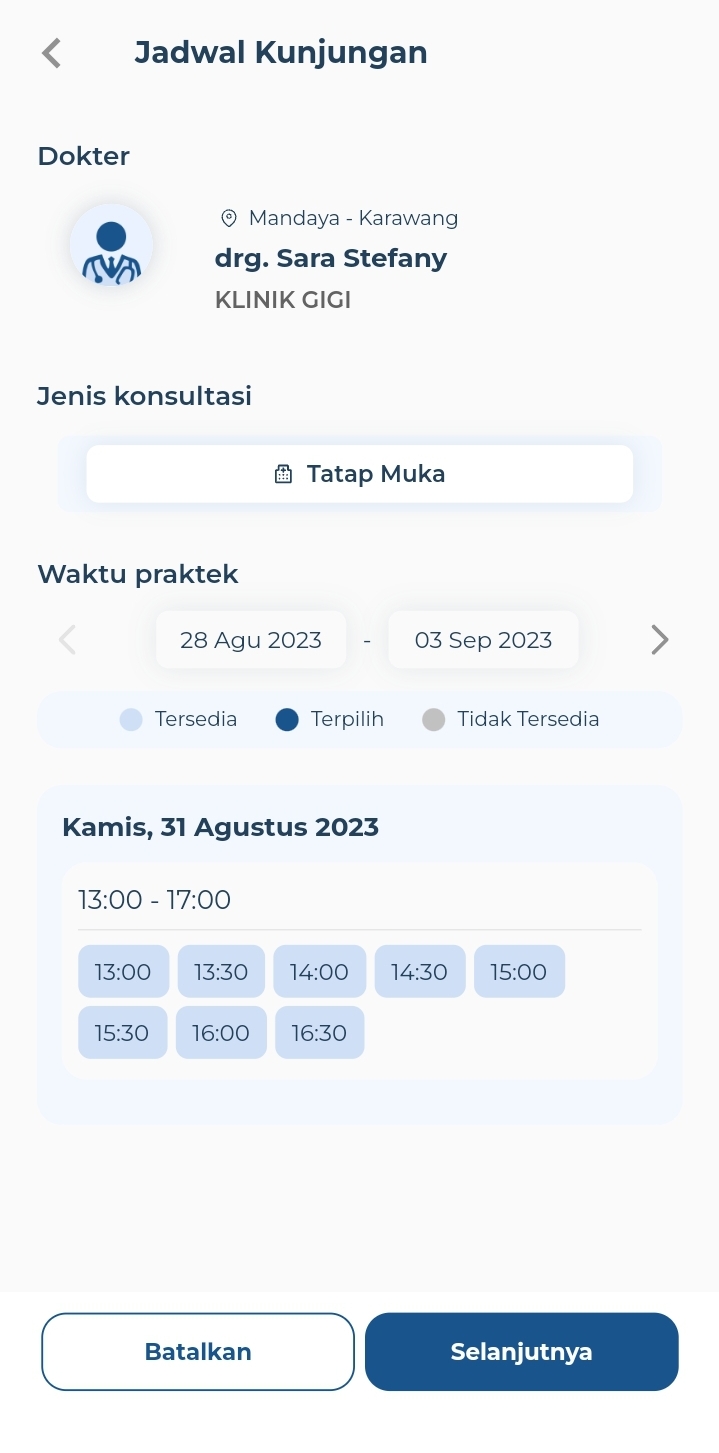 Jadwal Kunjungan
Dokter
Mandaya - Karawang
drg. Sara Stefany
KLINIK GIGI
Jenis konsultasi
Tatap Muka
Waktu praktek
28 Agu 2023 - 03 Sep 2023
Tersedia Terpilih Tidak Tersedia
Kamis, 31 Agustus 2023
13:00 - 17:00
13:00 13:30 14:00 14:30 15:00
15:30 16:00 16:30
Batalkan Selanjutnya